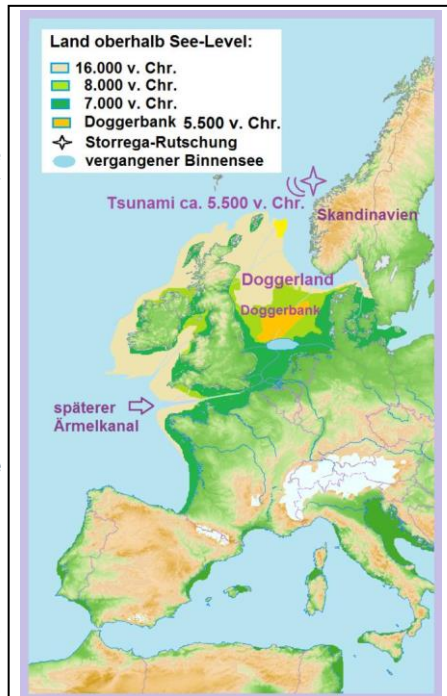 Land oberhalb See-Level:
16.000 v. Chr.
8.000 v. Chr.
7.000 v. Chr.
Doggerbank 5.500 v. Chr.
Storrega-Rutschung
vergangener Binnensee
Tsunami ca. 5.500 v. Chr.
Skandinavien
Doggerland
Doggerbank
späterer
Ärmelkanal